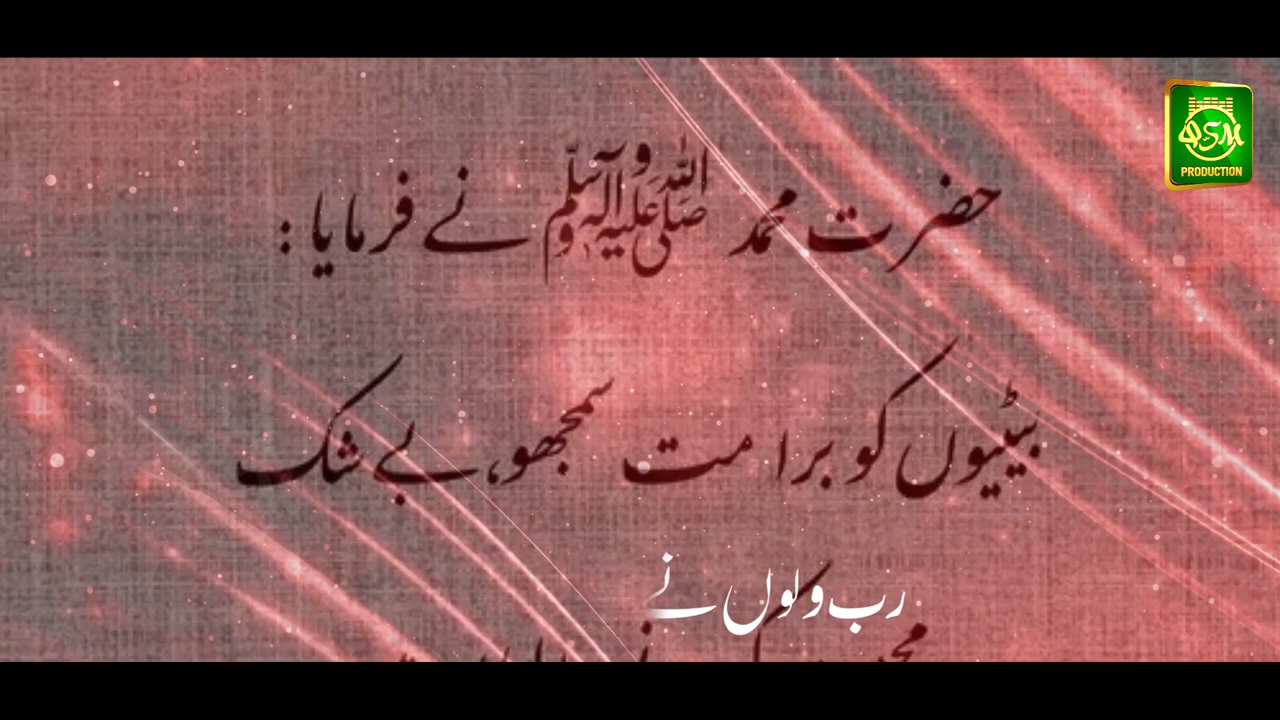 حضرت محمد صلی اللہ علیہ وآلہ وسلم نے فرمایا :
بیٹیوں کو برا مت سمجھو، بے شک
رب ولوں نے
QSM
PRODUCTION